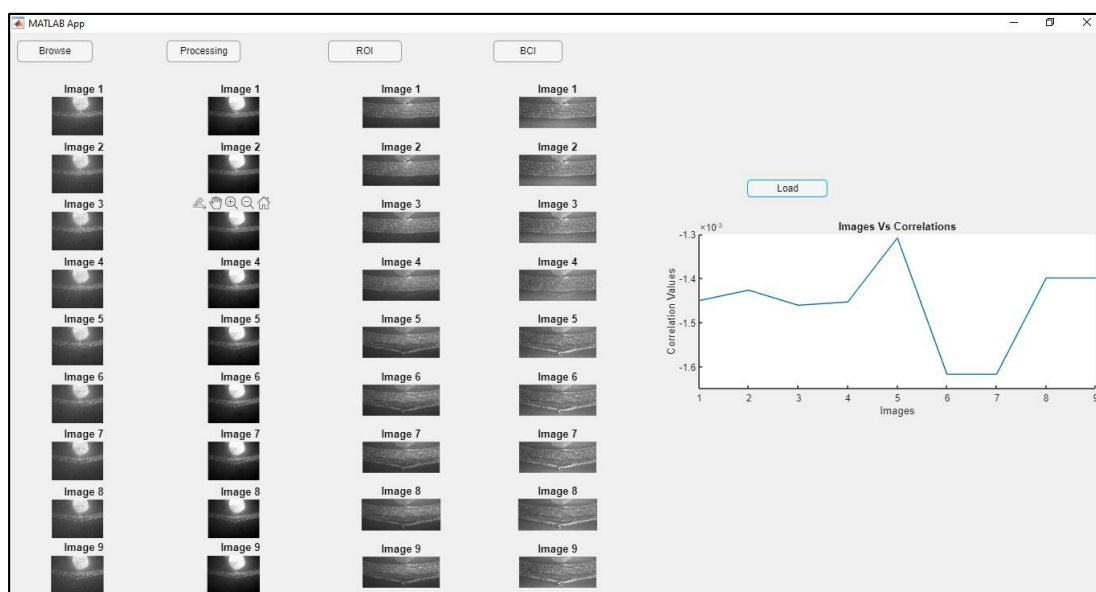 MATLAB App
Browse
Processing
ROI
BCI
Image 1
Image 1
Image 1
Image 1
Image 2
Image 2
Image 2
Image 2
Image 3
Image 3
Image 3
Image 3
Image 4
Image 4
Image 4
Image 4
Image 5
Image 5
Image 5
Image 5
Image 6
Image 6
Image 6
Image 6
Image 7
Image 7
Image 7
Image 7
Image 8
Image 8
Image 8
Image 8
Image 9
Image 9
Image 9
Image 9
Load
×10⁻³
Images Vs Correlations
-1.3
-1.4
-1.5
-1.6
Correlation Values
1 2 3 4 5 6 7 8 9
Images